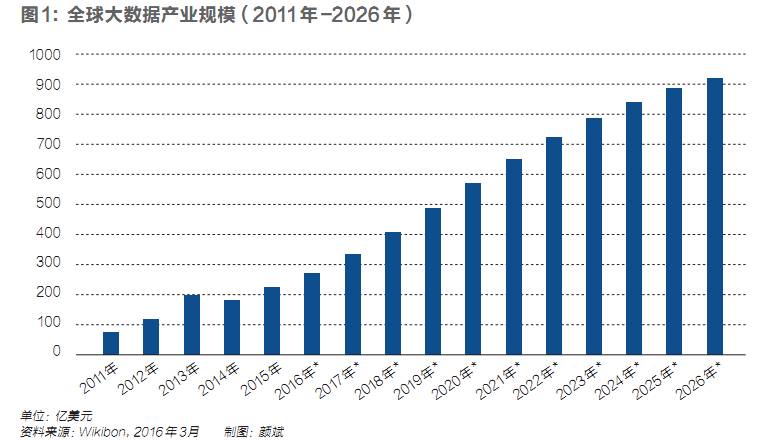 图1：全球大数据产业规模（2011年-2026年）
1000
900
800
700
600
500
400
300
200
100
0
2011年
2012年
2013年
2014年
2015年
2016年*
2017年*
2018年*
2019年*
2020年*
2021年*
2022年*
2023年*
2024年*
2025年*
2026年*
单位：亿美元
资料来源：Wikibon, 2016年3月 制图：颜斌